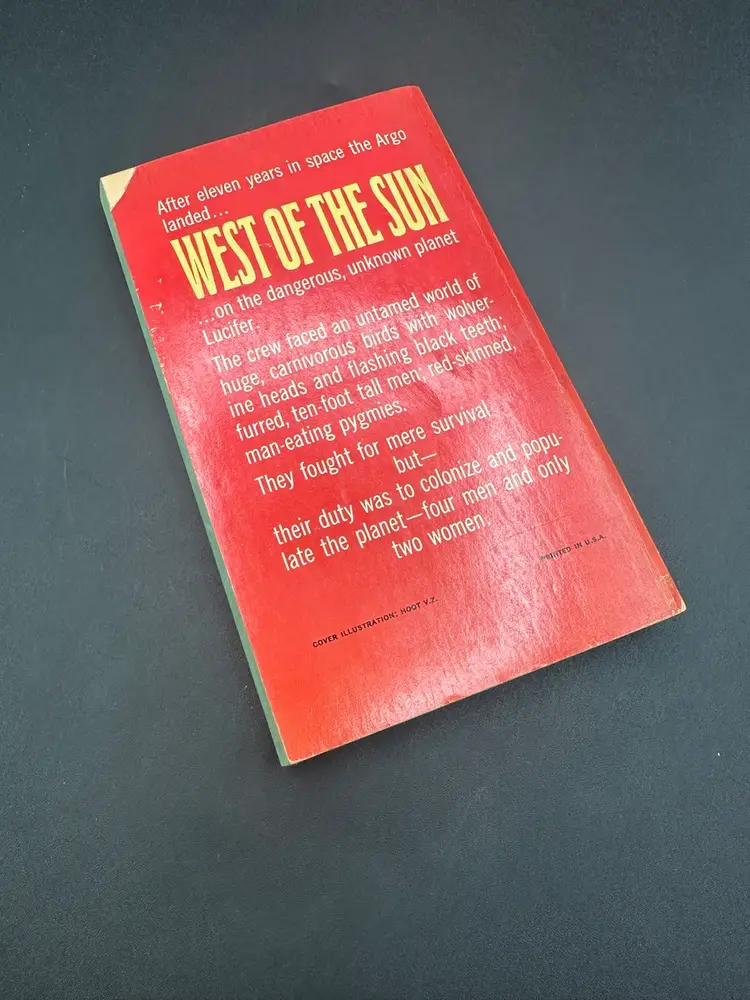 After eleven years in space the Argo
landed...
WEST OF THE SUN
...on the dangerous, unknown planet
Lucifer.
The crew faced an untamed world of
huge, carnivorous birds with wolver-
ine heads and flashing black teeth;
furred, ten-foot tall men; red-skinned,
man-eating pygmies.
They fought for mere survival
but—
their duty was to colonize and popu-
late the planet—four men and only
two women.
COVER ILLUSTRATION: HOOT V.Z.
PRINTED IN U.S.A.